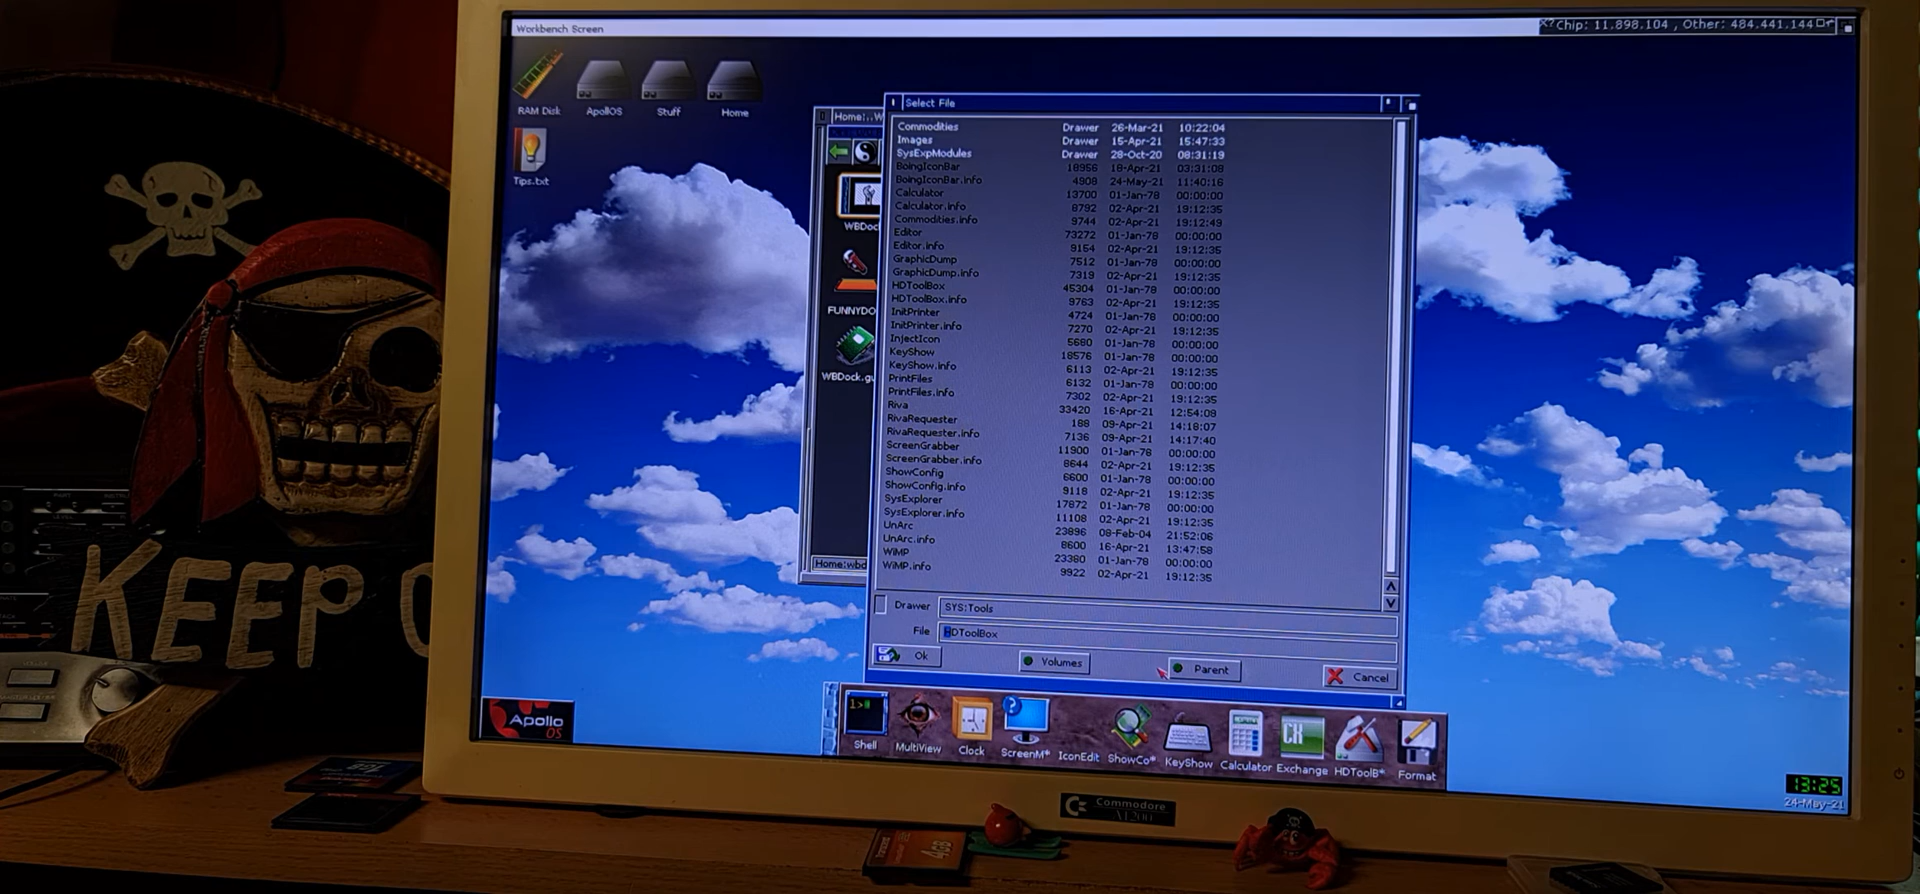 Workbench Screen
Chip: 11.898.104 , Other: 484.441.144
RAM Disk
ApollOS
Stuff
Home
Tips.txt
Home:..W
Select File
Commodities Drawer 26-Mar-21 10:22:04
Images Drawer 15-Apr-21 15:47:33
SysExpModules Drawer 28-Oct-20 08:31:19
BoingIconBar 18956 18-Apr-21 03:31:08
BoingIconBar.info 4908 24-May-21 11:40:16
Calculator 13700 01-Jan-78 00:00:00
Calculator.info 8792 02-Apr-21 19:12:35
Commodities.info 9744 02-Apr-21 19:12:49
Editor 73272 01-Jan-78 00:00:00
Editor.info 9154 02-Apr-21 19:12:35
GraphicDump 7512 01-Jan-78 00:00:00
GraphicDump.info 7319 02-Apr-21 19:12:35
HDToolBox 45304 01-Jan-78 00:00:00
HDToolBox.info 9763 02-Apr-21 19:12:35
InitPrinter 4724 01-Jan-78 00:00:00
InitPrinter.info 7270 02-Apr-21 19:12:35
InjectIcon 5680 01-Jan-78 00:00:00
KeyShow 18576 01-Jan-78 00:00:00
KeyShow.info 6113 02-Apr-21 19:12:35
PrintFiles 6132 01-Jan-78 00:00:00
PrintFiles.info 7302 02-Apr-21 19:12:35
Riva 33420 16-Apr-21 12:54:08
RivaRequester 188 09-Apr-21 14:18:07
RivaRequester.info 7136 09-Apr-21 14:17:40
ScreenGrabber 11900 01-Jan-78 00:00:00
ScreenGrabber.info 8644 02-Apr-21 19:12:35
ShowConfig 6600 01-Jan-78 00:00:00
ShowConfig.info 9118 02-Apr-21 19:12:35
SysExplorer 17872 01-Jan-78 00:00:00
SysExplorer.info 11108 02-Apr-21 19:12:35
UnArc 23896 08-Feb-04 21:52:06
UnArc.info 8600 16-Apr-21 13:47:58
WiMP 23380 01-Jan-78 00:00:00
WiMP.info 9922 02-Apr-21 19:12:35
WBDoc
FUNNYDO
WBDock.gu
Home:wbd
Drawer SYS:Tools
File HDToolBox
Ok
Volumes
Parent
Cancel
Apollo
OS
1>
Shell
MultiView
Clock
ScreenM*
IconEdit
ShowCo*
KeyShow
Calculator
CX
Exchange
HDToolB*
Format
13:25
24-May-21
Commodore
A1200
KEEP O
4GB